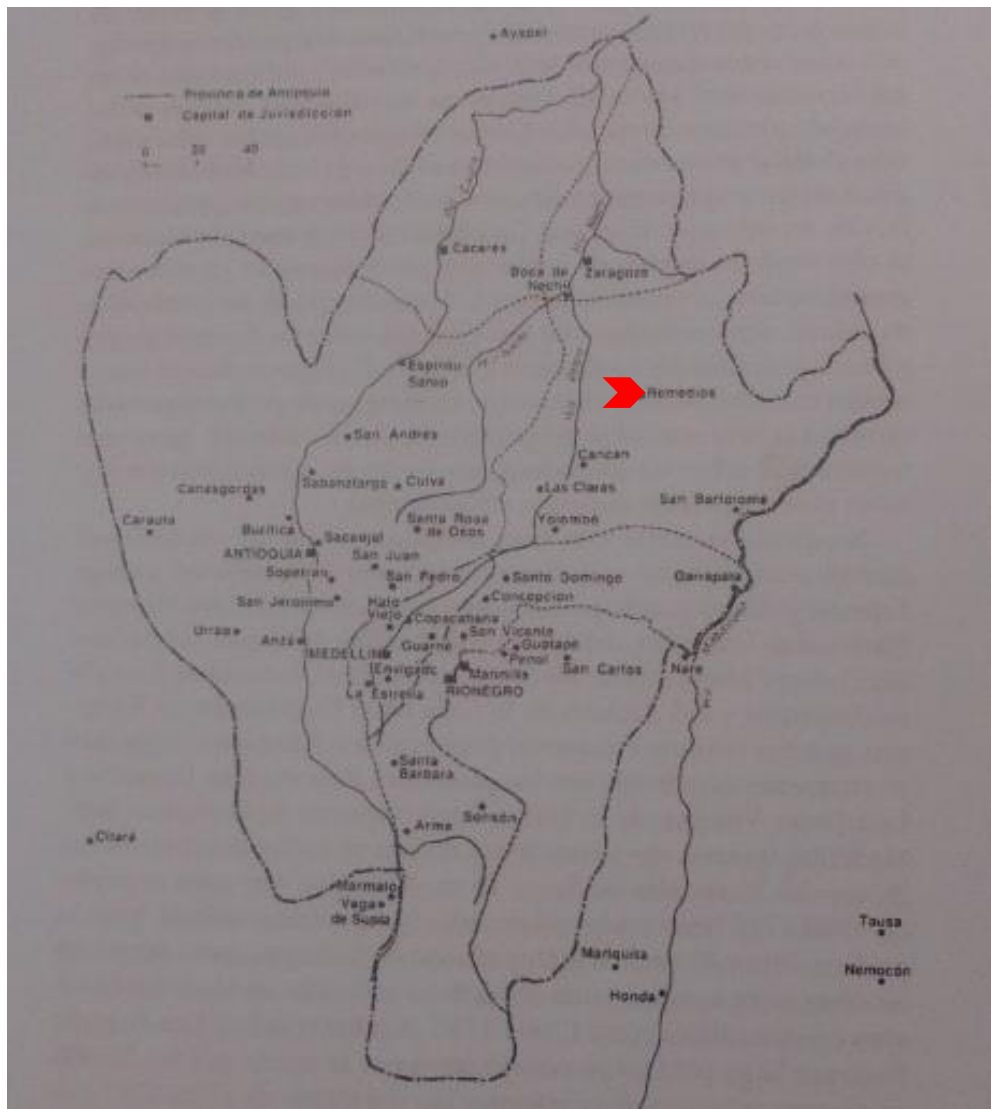 Ayapel
Provincia de Antioquia
Capital de Jurisdicción
0 20 40
Cáceres
Zaragoza
Boca de
Nechí
Espíritu
Santo
Remedios
San Andrés
Cancan
Sabanalarga
Cuiva
Las Claras
Cañasgordas
San Bartolomé
Carauta
Buriticá
Santa Rosa
de Osos
Yolombó
Sacaojal
ANTIOQUIA
San Juan
Sopetrán
San Pedro
Santo Domingo
Garrapata
San Jerónimo
Hato
Viejo
Concepción
Copacabana
Urrao
Anzá
Guarne
San Vicente
Guatapé
MEDELLIN
Peñol
San Carlos
Nare
Envigado
Marinilla
La
Estrella
RIONEGRO
Santa
Bárbara
Sonsón
Arma
Citará
Marmato
Vega
de Supía
Tausa
Mariquita
Nemocón
Honda